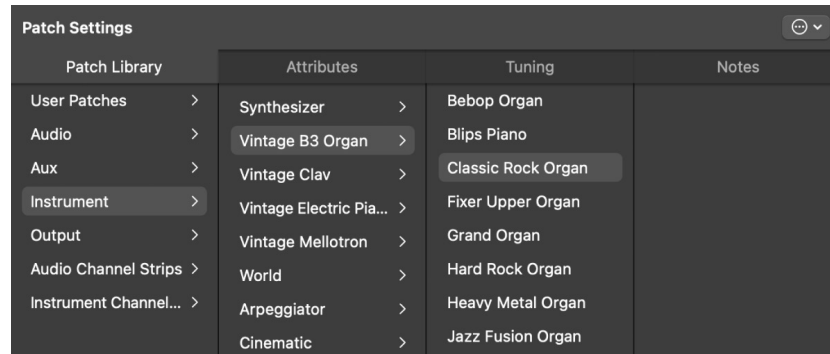 Patch Settings
Patch Library
Attributes
Tuning
Notes
User Patches
Audio
Aux
Instrument
Output
Audio Channel Strips
Instrument Channel...
Synthesizer
Vintage B3 Organ
Vintage Clav
Vintage Electric Pia...
Vintage Mellotron
World
Arpeggiator
Cinematic
Bebop Organ
Blips Piano
Classic Rock Organ
Fixer Upper Organ
Grand Organ
Hard Rock Organ
Heavy Metal Organ
Jazz Fusion Organ